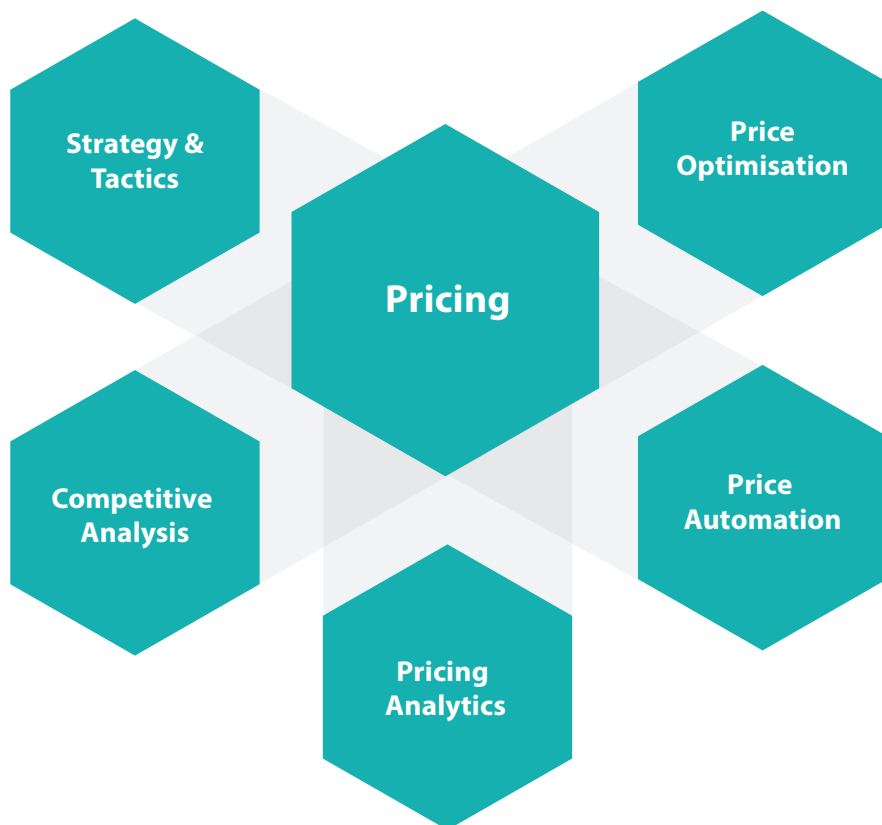 Strategy &
Tactics
Price
Optimisation
Pricing
Competitive
Analysis
Price
Automation
Pricing
Analytics